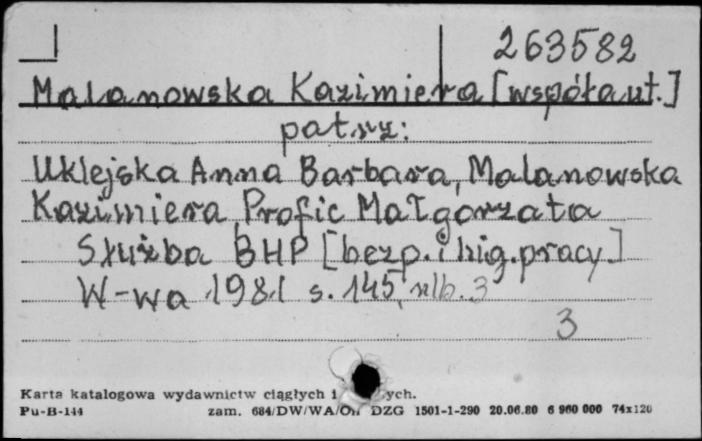 263582
Malanowska Kazimiera [współaut.]
patrz:
Uklejska Anna Barbara, Malanowska
Kazimiera, Profic Małgorzata
Służba BHP [bezp. i hig. pracy]
W-wa 1981 s. 145, nlb. 3
3
Karta katalogowa wydawnictw ciągłych i
Pu-B-144 zam. 684/DW/WA/ DZG 1501-1-290 20.06.80 6 960 000 74x120